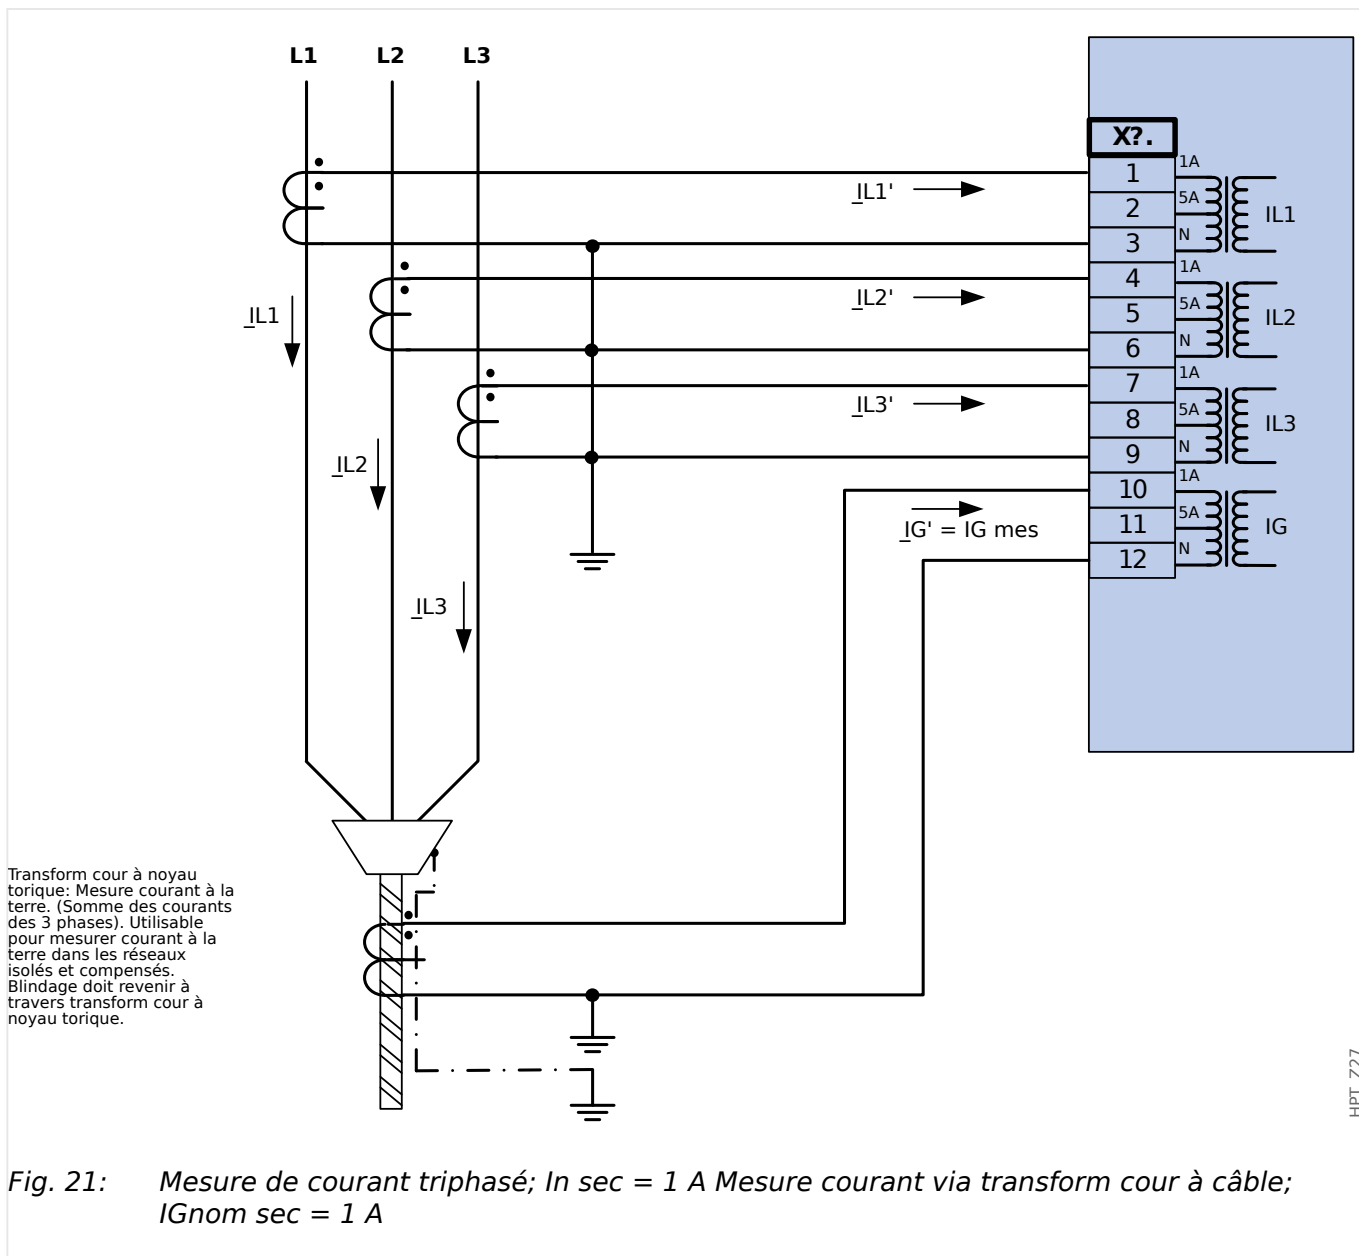 L1 L2 L3
X?.
1 1A
2 5A
3 N
IL1
_IL1'
4 1A
5 5A
6 N
IL2
_IL2'
_IL1
7 1A
8 5A
9 N
IL3
_IL3'
_IL2
10 1A
11 5A
12 N
IG
_IG' = IG mes
_IL3
Transform cour à noyau
torique: Mesure courant à la
terre. (Somme des courants
des 3 phases). Utilisable
pour mesurer courant à la
terre dans les réseaux
isolés et compensés.
Blindage doit revenir à
travers transform cour à
noyau torique.
HPT_Z27
Fig. 21: Mesure de courant triphasé; In sec = 1 A Mesure courant via transform cour à câble;
IGnom sec = 1 A